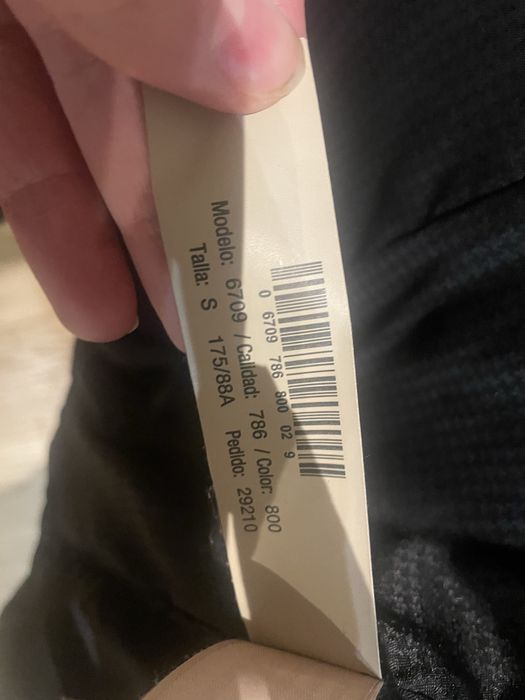 0 6709 786 800 02 9
Modelo: 6709 / Calidad: 786 / Color: 800
Talla: S 175/88A Pedido: 29210